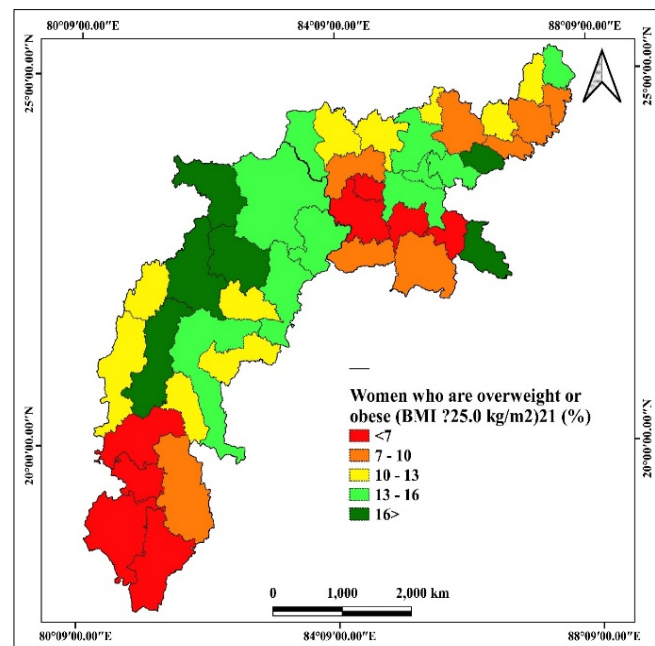 80°09'00.00"E 84°09'00.00"E 88°09'00.00"E
25°00'00.00"N 25°00'00.00"N
Women who are overweight or
obese (BMI ?25.0 kg/m2)21 (%)
<7
7 - 10
10 - 13
13 - 16
16>
20°00'00.00"N 20°00'00.00"N
0 1,000 2,000 km
80°09'00.00"E 84°09'00.00"E 88°09'00.00"E